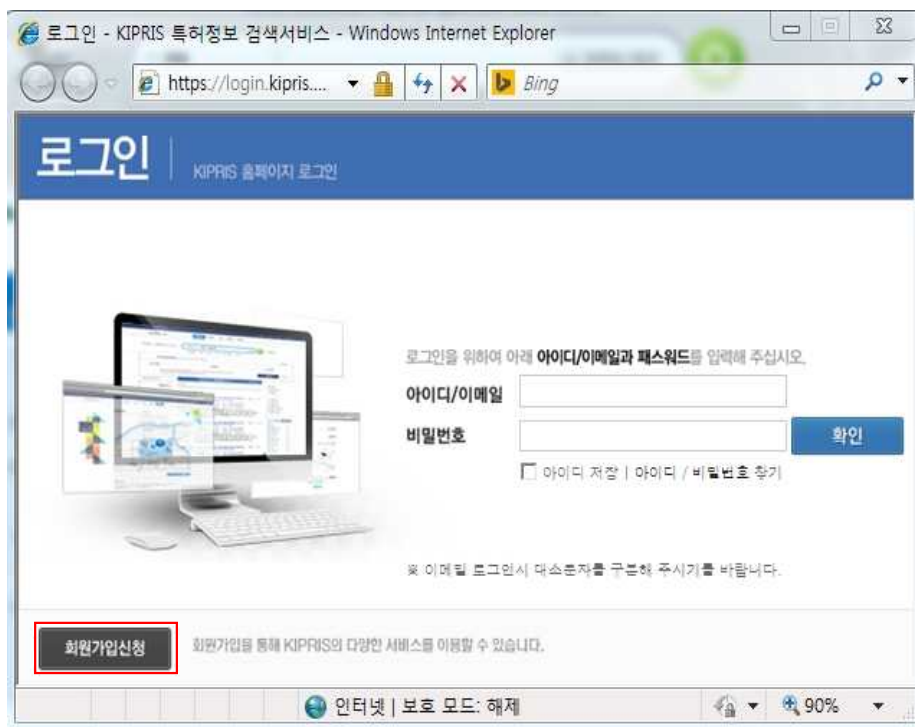 로그인 - KIPRIS 특허정보 검색서비스 - Windows Internet Explorer
https://login.kipris.... Bing
로그인 | KIPRIS 홈페이지 로그인
로그인을 위하여 아래 아이디/이메일과 패스워드를 입력해 주십시오.
아이디/이메일
비밀번호 확인
아이디 저장 | 아이디 / 비밀번호 찾기
※ 이메일 로그인시 대소문자를 구분해 주시기를 바랍니다.
회원가입신청 회원가입을 통해 KIPRIS의 다양한 서비스를 이용할 수 있습니다.
인터넷 | 보호 모드: 해제 90%